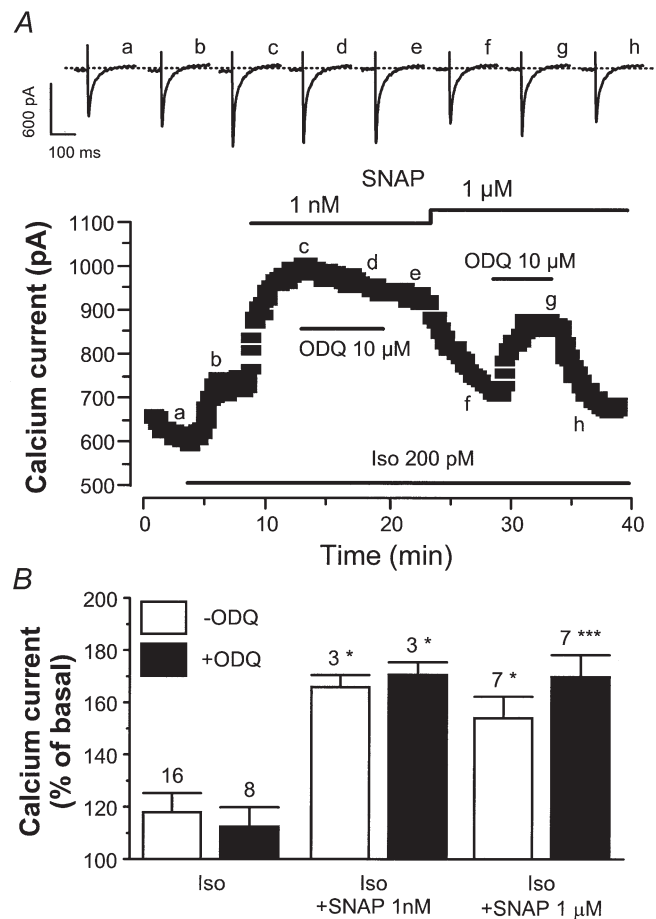 A
a b c d e f g h
600 pA
100 ms
SNAP
1 nM
1 µM
Calcium current (pA)
1100
1000
900
800
700
600
500
a
b
c
d
e
f
g
h
ODQ 10 µM
ODQ 10 µM
Iso 200 pM
0 10 20 30 40
Time (min)
B
Calcium current
(% of basal)
200
180
160
140
120
100
-ODQ
+ODQ
16
8
3 *
3 *
7 *
7 ***
Iso
Iso
+SNAP 1nM
Iso
+SNAP 1 µM